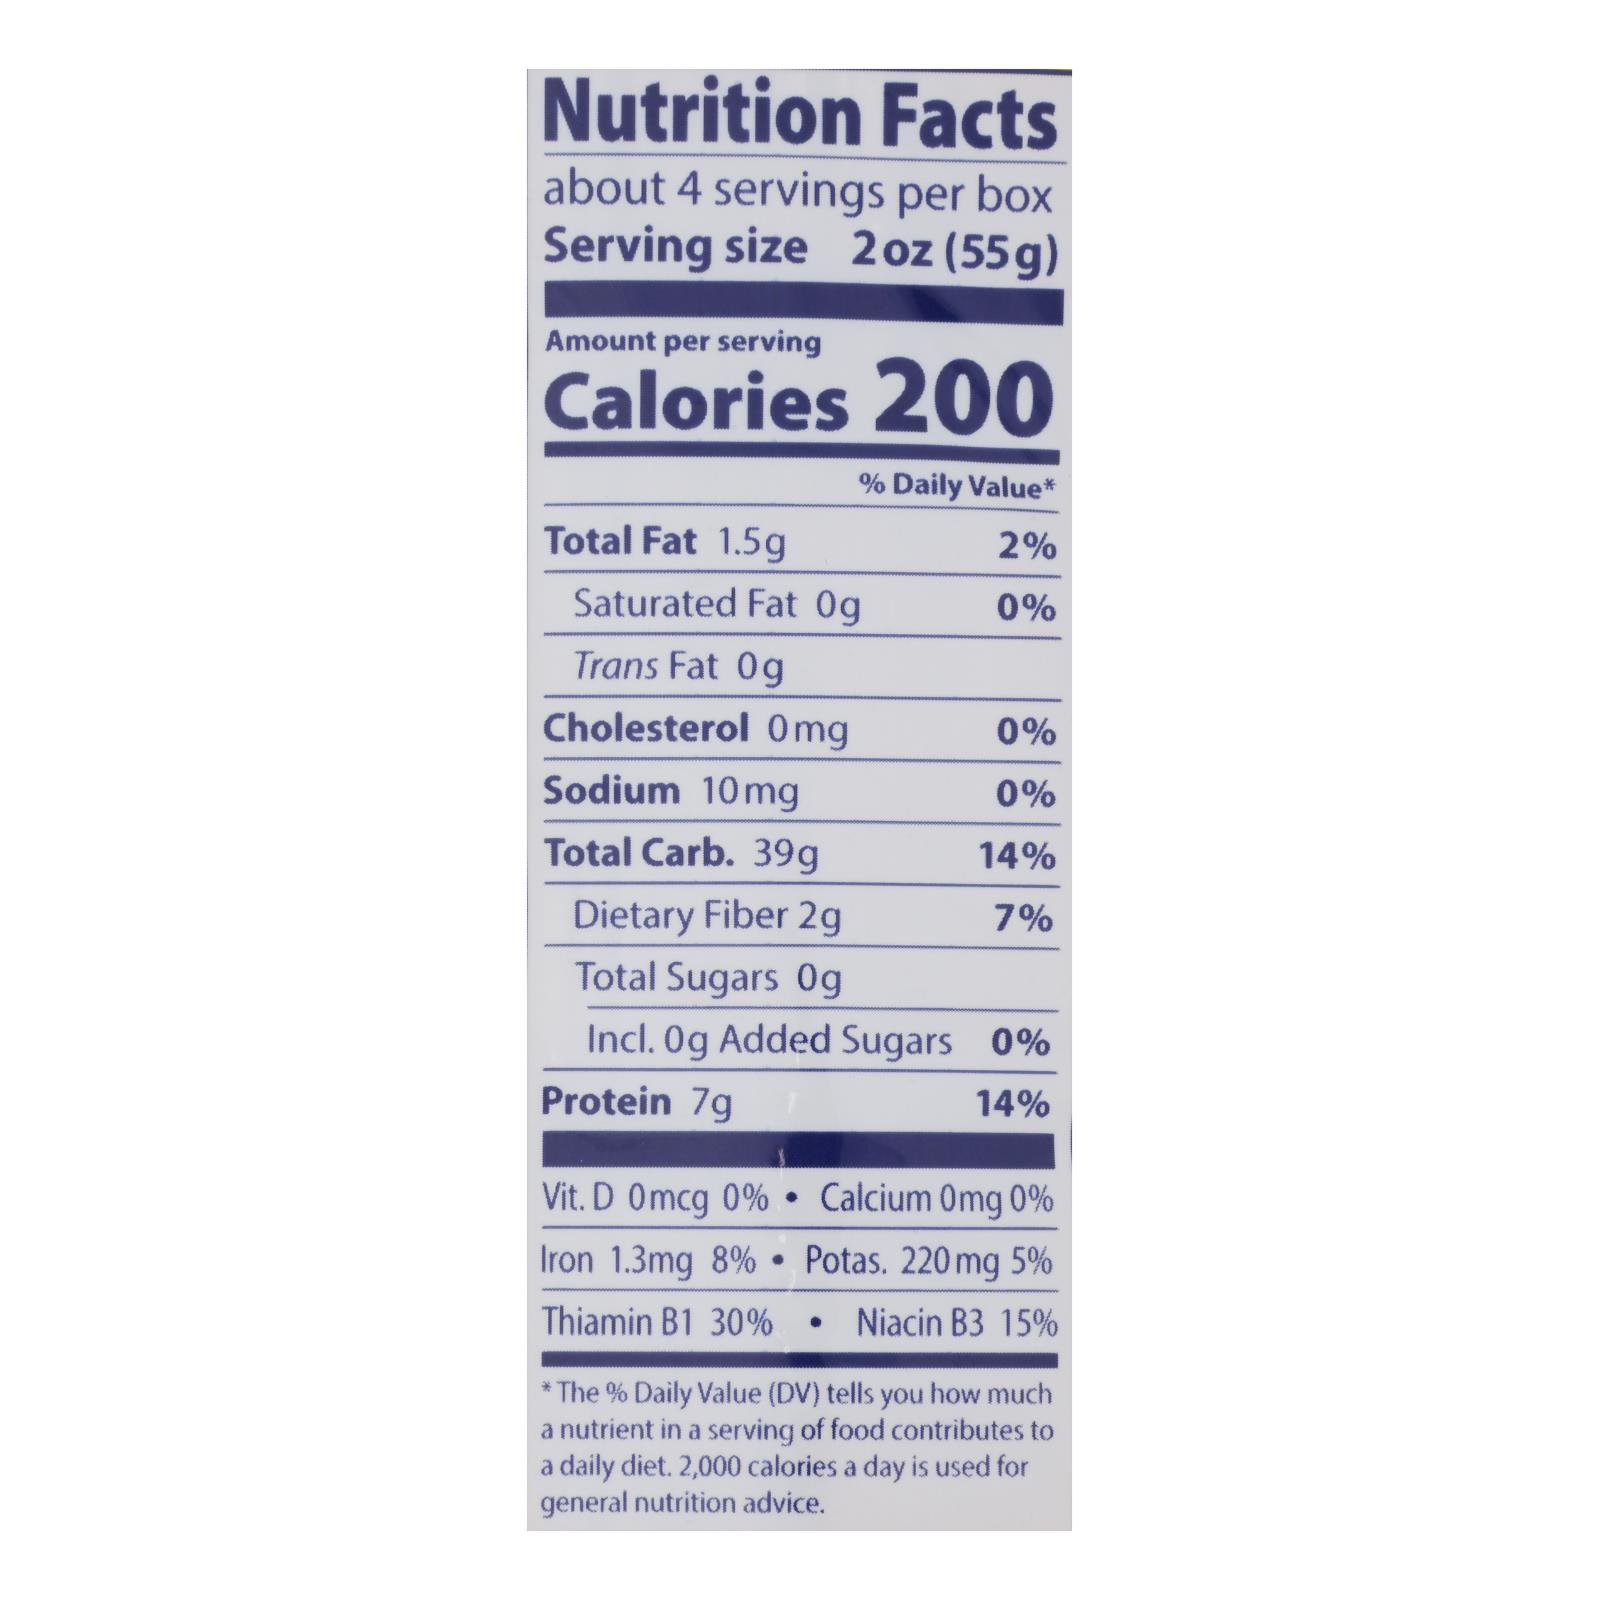 Nutrition Facts
about 4 servings per box
Serving size 2 oz (55g)
Amount per serving
Calories 200
% Daily Value*
Total Fat 1.5g 2%
Saturated Fat 0g 0%
Trans Fat 0g
Cholesterol 0mg 0%
Sodium 10mg 0%
Total Carb. 39g 14%
Dietary Fiber 2g 7%
Total Sugars 0g
Incl. 0g Added Sugars 0%
Protein 7g 14%
Vit. D 0mcg 0% • Calcium 0mg 0%
Iron 1.3mg 8% • Potas. 220mg 5%
Thiamin B1 30% • Niacin B3 15%
* The % Daily Value (DV) tells you how much
a nutrient in a serving of food contributes to
a daily diet. 2,000 calories a day is used for
general nutrition advice.